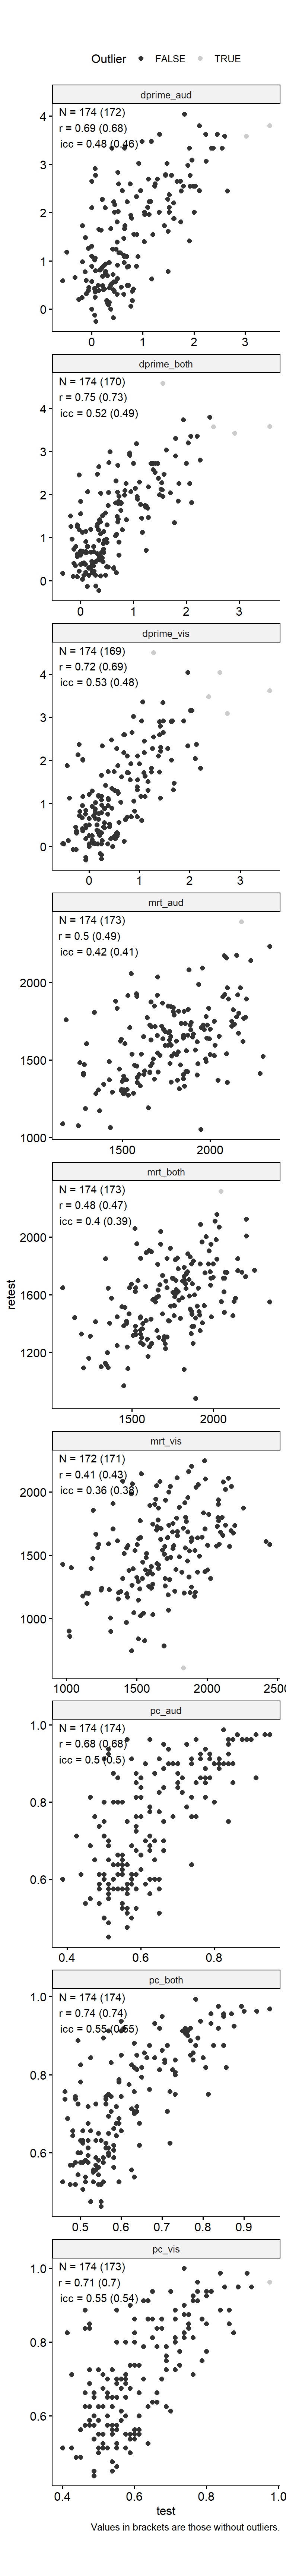 Outlier FALSE TRUE
dprime_aud
N = 174 (172)
r = 0.69 (0.68)
icc = 0.48 (0.46)
4
3
2
1
0
0 1 2 3
dprime_both
N = 174 (170)
r = 0.75 (0.73)
icc = 0.52 (0.49)
4
3
2
1
0
0 1 2 3
dprime_vis
N = 174 (169)
r = 0.72 (0.69)
icc = 0.53 (0.48)
4
3
2
1
0
0 1 2 3
mrt_aud
N = 174 (173)
r = 0.5 (0.49)
icc = 0.42 (0.41)
2000
1500
1000
1500 2000
mrt_both
N = 174 (173)
r = 0.48 (0.47)
icc = 0.4 (0.39)
2000
1600
1200
1500 2000
retest
mrt_vis
N = 172 (171)
r = 0.41 (0.43)
icc = 0.36 (0.38)
2000
1500
1000
1000 1500 2000 2500
pc_aud
N = 174 (174)
r = 0.68 (0.68)
icc = 0.5 (0.5)
1.0
0.8
0.6
0.4 0.6 0.8
pc_both
N = 174 (174)
r = 0.74 (0.74)
icc = 0.55 (0.55)
1.0
0.8
0.6
0.5 0.6 0.7 0.8 0.9
pc_vis
N = 174 (173)
r = 0.71 (0.7)
icc = 0.55 (0.54)
1.0
0.8
0.6
0.4 0.6 0.8 1.0
test
Values in brackets are those without outliers.